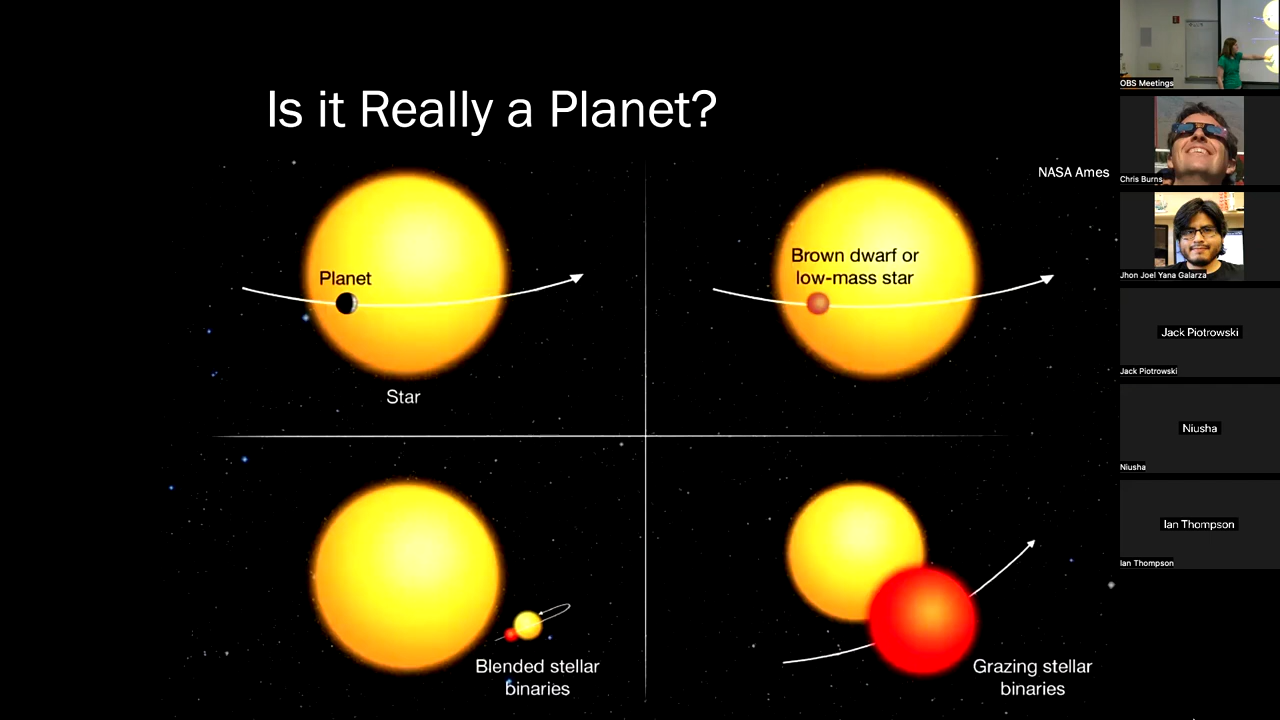 Is it Really a Planet?
NASA Ames
Planet
Star
Brown dwarf or
low-mass star
Blended stellar
binaries
Grazing stellar
binaries
OBS Meetings
Chris Burns
Jhon Joel Yana Galarza
Jack Piotrowski
Jack Piotrowski
Niusha
Niusha
Ian Thompson
Ian Thompson